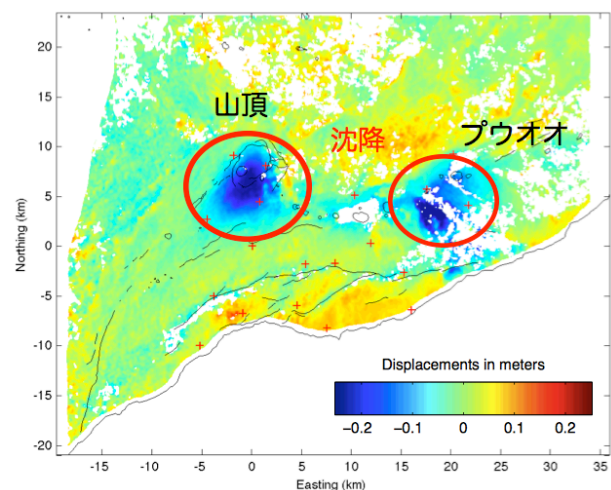 山頂
沈降
プウオオ
Northing (km)
20
15
10
5
0
-5
-10
-15
-20
Displacements in meters
-0.2 -0.1 0 0.1 0.2
-15 -10 -5 0 5 10 15 20 25 30 35
Easting (km)